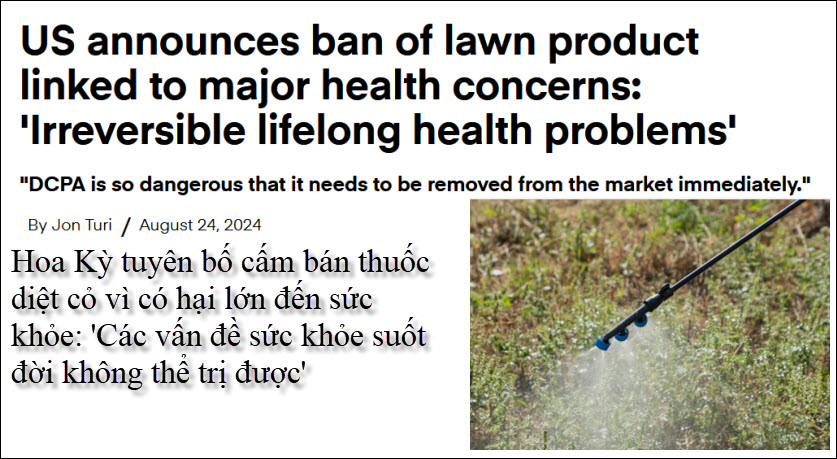 US announces ban of lawn product
linked to major health concerns:
'Irreversible lifelong health problems'
"DCPA is so dangerous that it needs to be removed from the market immediately."
By Jon Turi / August 24, 2024
Hoa Kỳ tuyên bố cấm bán thuốc
diệt cỏ vì có hại lớn đến sức
khỏe: 'Các vấn đề sức khỏe suốt
đời không thể trị được'